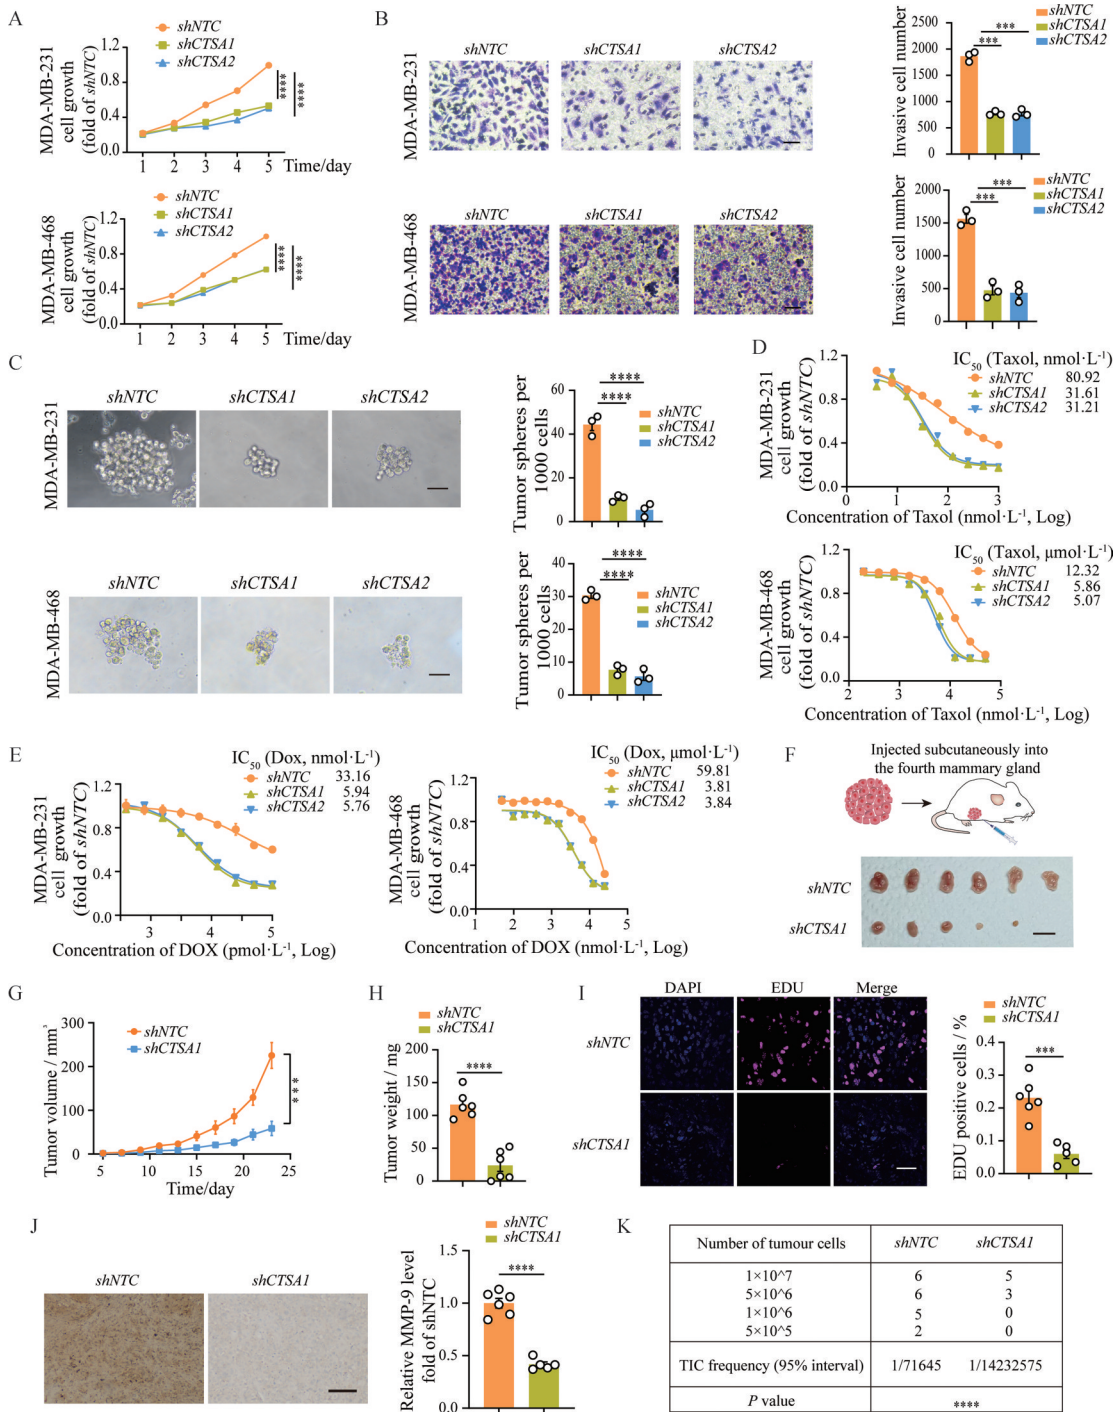 A
shNTC
shCTSA1
shCTSA2
MDA-MB-231
cell growth
(fold of shNTC)
1.2
0.8
0.4
0.0
1 2 3 4 5 Time/day
****
****
shNTC
shCTSA1
shCTSA2
MDA-MB-468
cell growth
(fold of shNTC)
1.2
0.8
0.4
0.0
1 2 3 4 5 Time/day
****
****
B
shNTC shCTSA1 shCTSA2
MDA-MB-231
shNTC shCTSA1 shCTSA2
MDA-MB-468
shNTC
shCTSA1
shCTSA2
Invasive cell number
2500
2000
1500
1000
500
0
***
***
shNTC
shCTSA1
shCTSA2
Invasive cell number
2000
1500
1000
500
0
***
***
C
shNTC shCTSA1 shCTSA2
MDA-MB-231
shNTC shCTSA1 shCTSA2
MDA-MB-468
Tumor spheres per
1000 cells
60
40
20
0
****
****
shNTC
shCTSA1
shCTSA2
Tumor spheres per
1000 cells
40
30
20
10
0
****
****
shNTC
shCTSA1
shCTSA2
D
MDA-MB-231
cell growth
(fold of shNTC)
1.2
0.8
0.4
0.0
IC50 (Taxol, nmol·L-1)
shNTC 80.92
shCTSA1 31.61
shCTSA2 31.21
0 1 2 3
Concentration of Taxol (nmol·L-1, Log)
MDA-MB-468
cell growth
(fold of shNTC)
1.2
0.8
0.4
0.0
IC50 (Taxol, μmol·L-1)
shNTC 12.32
shCTSA1 5.86
shCTSA2 5.07
2 3 4 5
Concentration of Taxol (nmol·L-1, Log)
E
MDA-MB-231
cell growth
(fold of shNTC)
1.2
0.8
0.4
0.0
IC50 (Dox, nmol·L-1)
shNTC 33.16
shCTSA1 5.94
shCTSA2 5.76
3 4 5
Concentration of DOX (pmol·L-1, Log)
MDA-MB-468
cell growth
(fold of shNTC)
1.2
0.8
0.4
0.0
IC50 (Dox, μmol·L-1)
shNTC 59.81
shCTSA1 3.81
shCTSA2 3.84
1 2 3 4 5
Concentration of DOX (nmol·L-1, Log)
F
Injected subcutaneously into
the fourth mammary gland
shNTC
shCTSA1
G
shNTC
shCTSA1
Tumor volume / mm3
300
200
100
0
5 10 15 20 25
Time/day
***
H
shNTC
shCTSA1
Tumor weight / mg
150
100
50
0
****
I
DAPI EDU Merge
shNTC
shCTSA1
shNTC
shCTSA1
EDU positive cells / %
0.4
0.3
0.2
0.1
0.0
***
J
shNTC shCTSA1
shNTC
shCTSA1
Relative MMP-9 level
fold of shNTC
1.5
1.0
0.5
0.0
****
K
Number of tumour cells shNTC shCTSA1
1×10^7 6 5
5×10^6 6 3
1×10^6 5 0
5×10^5 2 0
TIC frequency (95% interval) 1/71645 1/14232575
P value ****